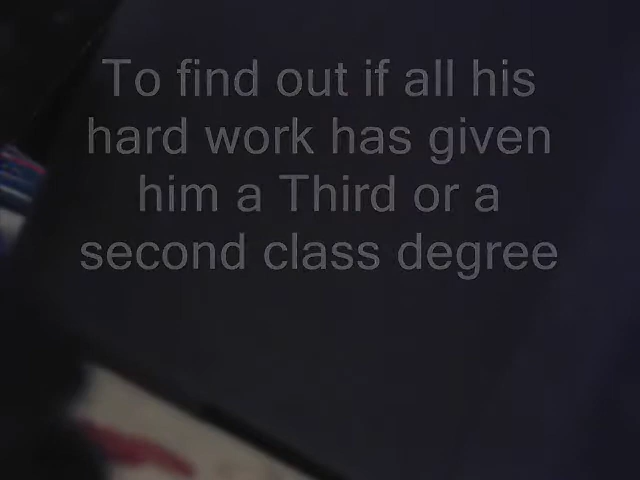 To find out if all his
hard work has given
him a Third or a
second class degree